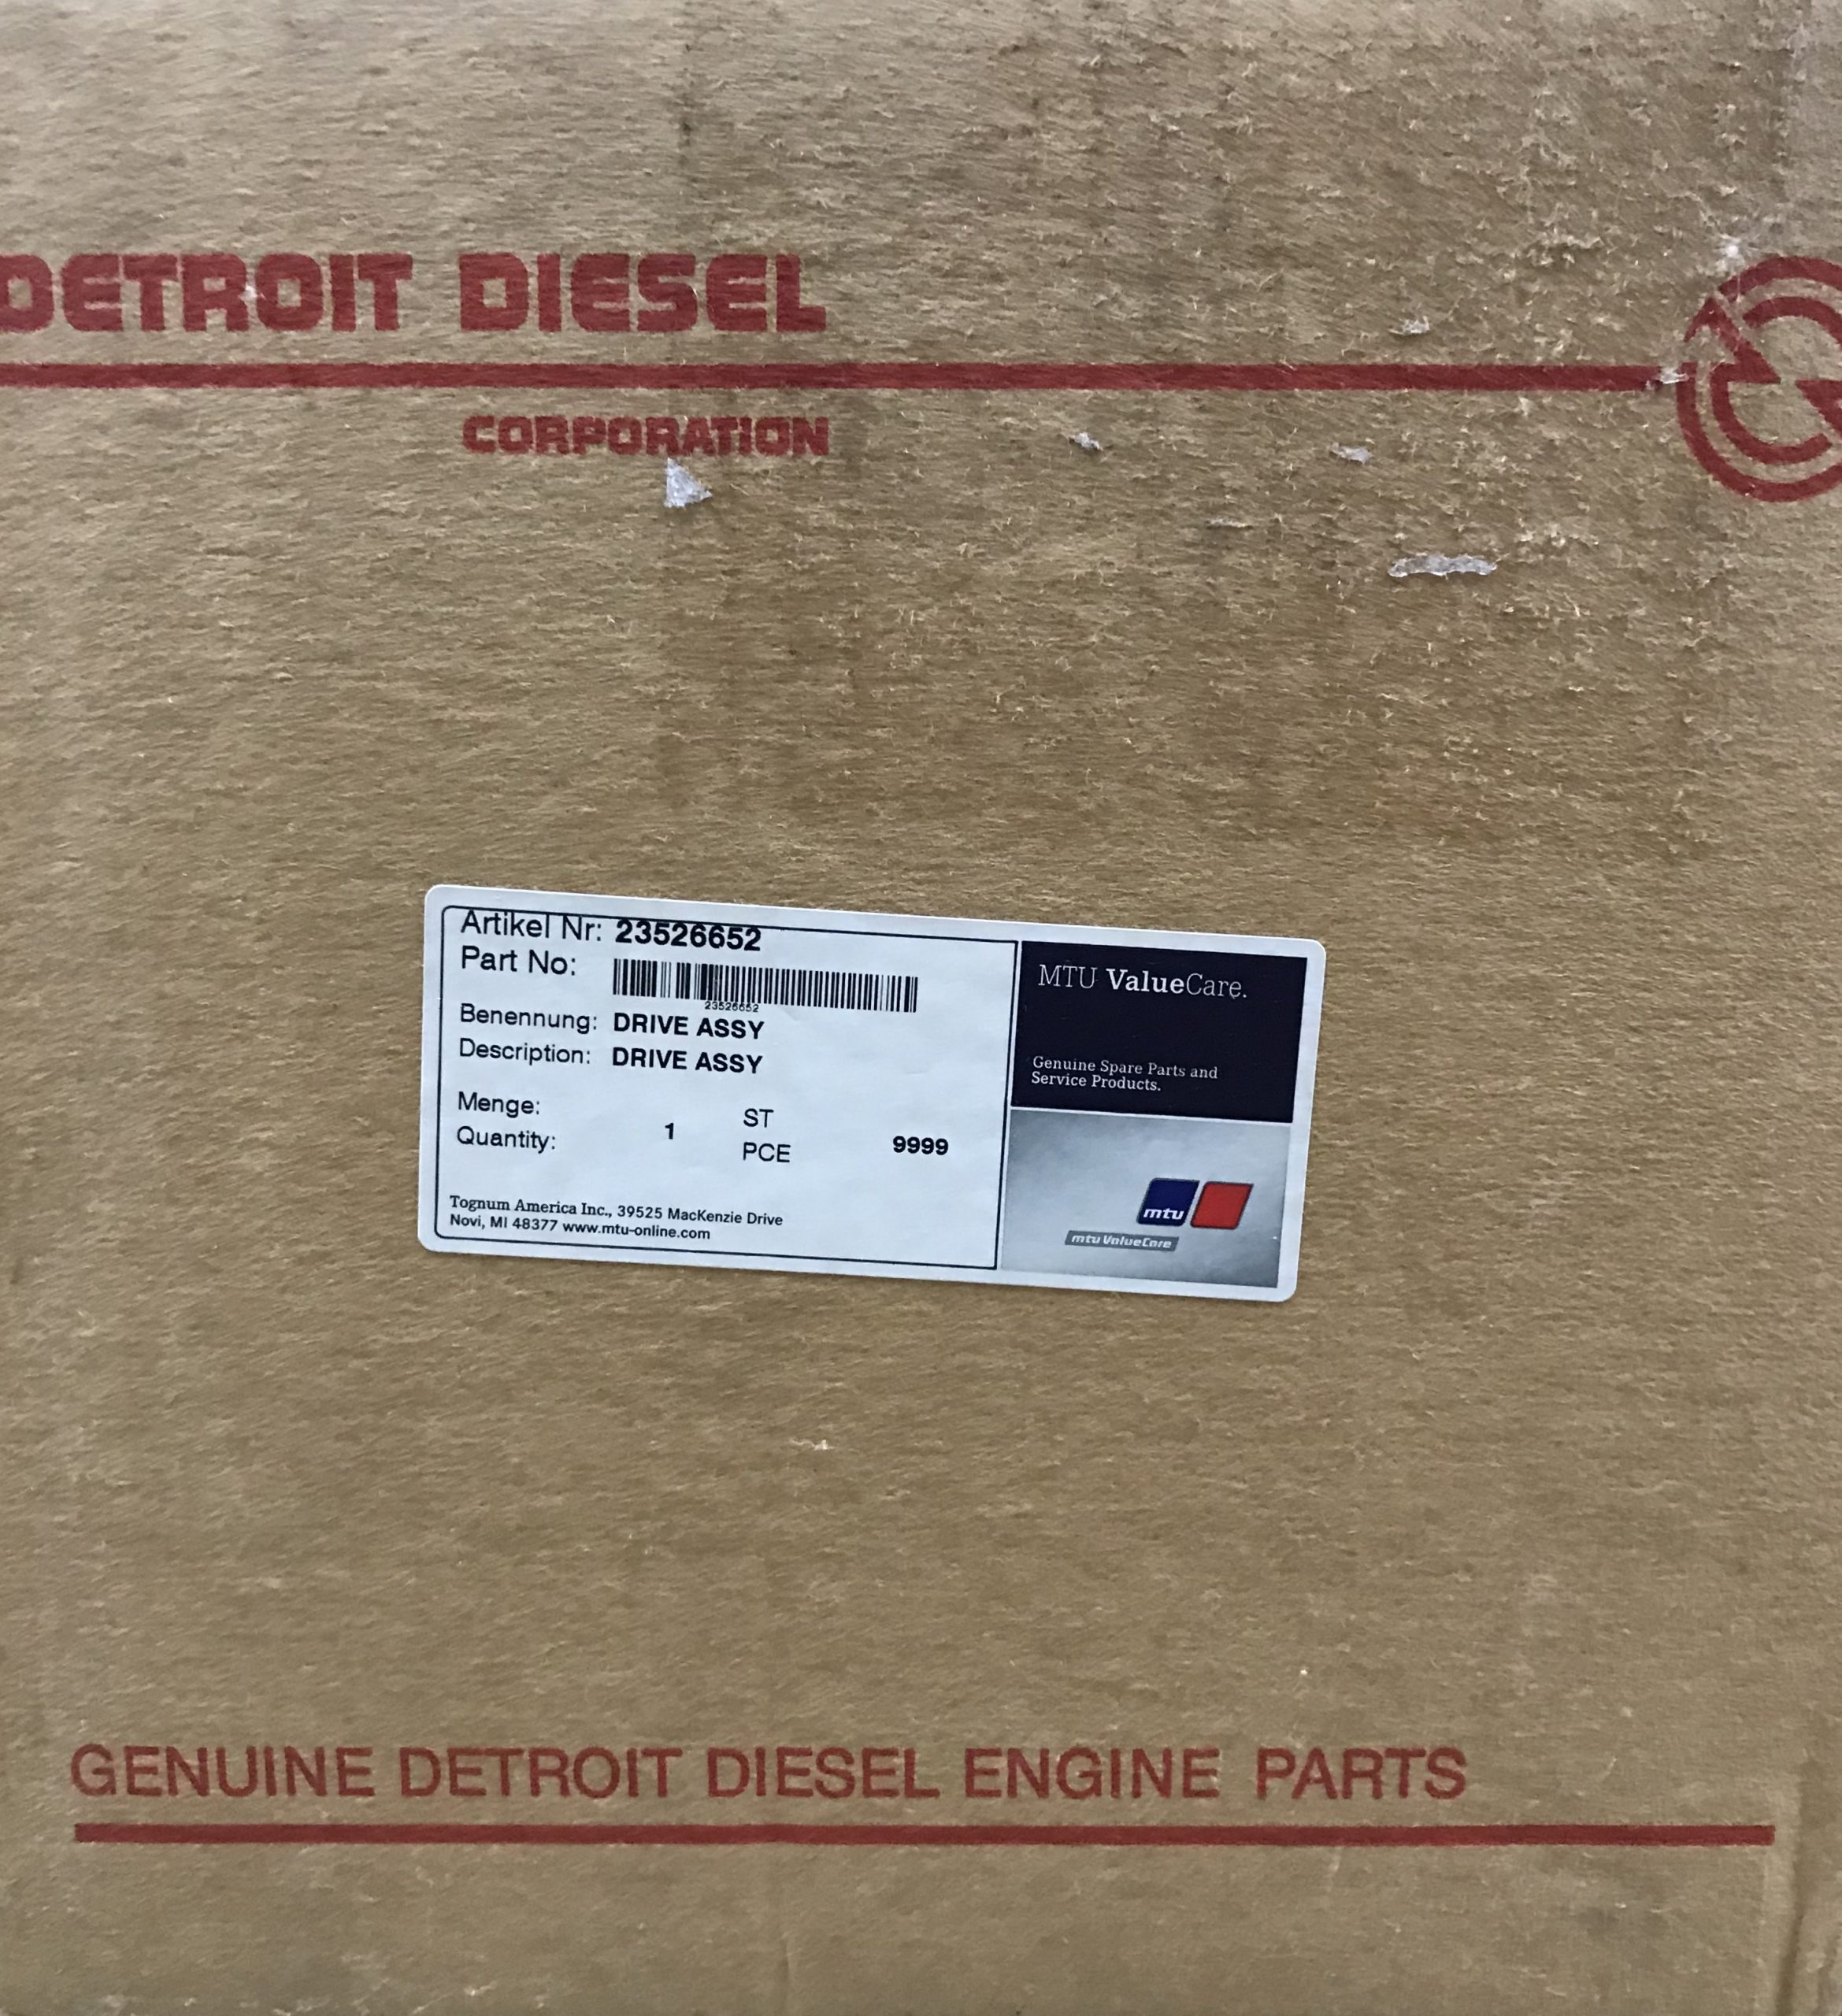 DETROIT DIESEL
CORPORATION
Artikel Nr: 23526652
Part No:
23526652
Benennung: DRIVE ASSY
Description: DRIVE ASSY
Menge: ST
Quantity: 1 PCE 9999
Tognum America Inc., 39525 MacKenzie Drive
Novi, MI 48377 www.mtu-online.com
MTU ValueCare.
Genuine Spare Parts and
Service Products.
mtu
mtu ValueCare
GENUINE DETROIT DIESEL ENGINE PARTS